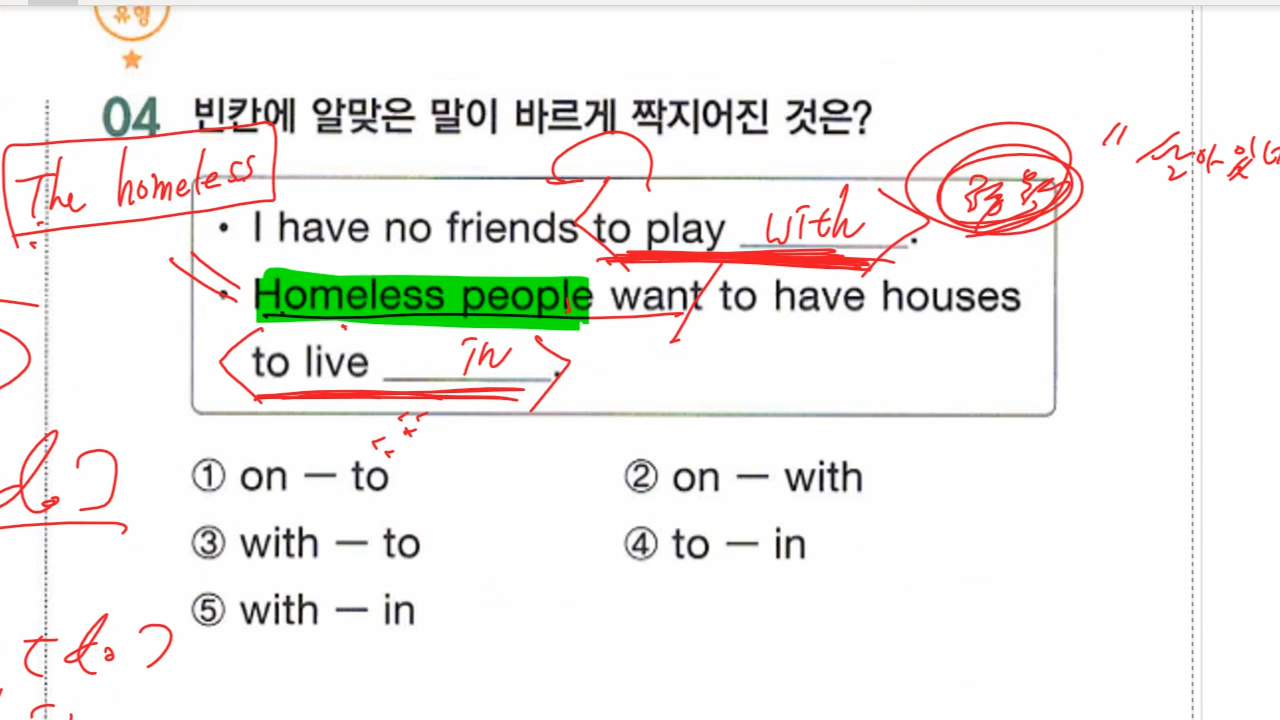 유형
04 빈칸에 알맞은 말이 바르게 짝지어진 것은?
The homeless
• I have no friends to play with.
• Homeless people want to have houses
to live in.
① on — to ② on — with
③ with — to ④ to — in
⑤ with — in